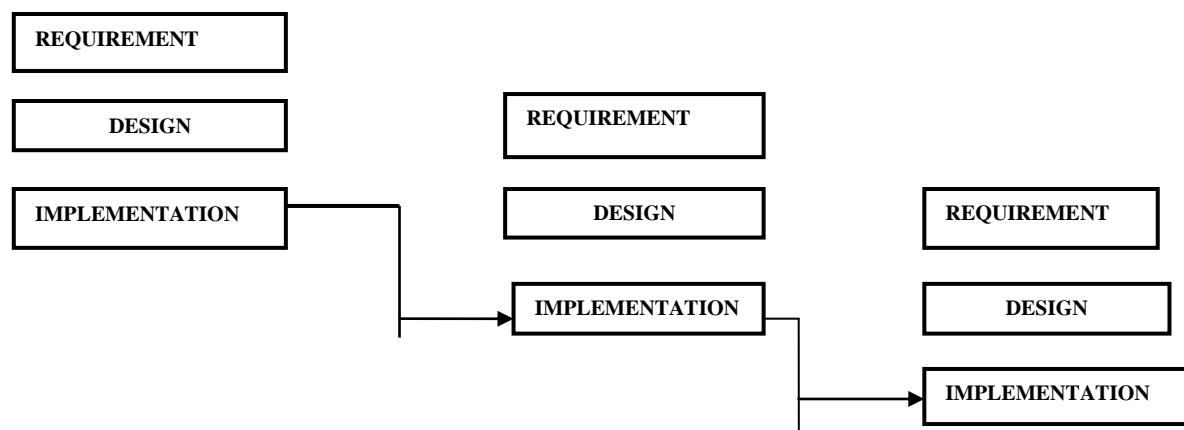 REQUIREMENT
DESIGN
IMPLEMENTATION
REQUIREMENT
DESIGN
IMPLEMENTATION
REQUIREMENT
DESIGN
IMPLEMENTATION